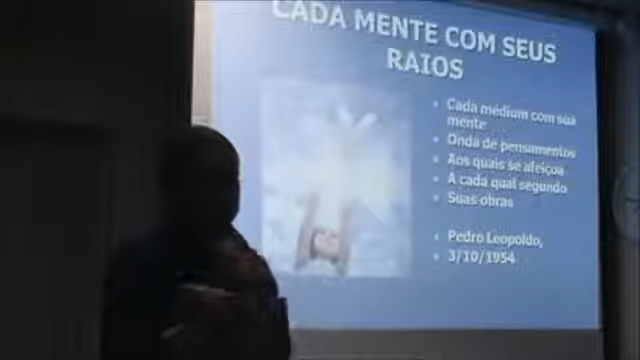 CADA MENTE COM SEUS
RAIOS
Cada médium com sua
mente
Onda de pensamentos
Aos quais se afeiçoa
A cada qual segundo
Suas obras
Pedro Leopoldo,
3/10/1954